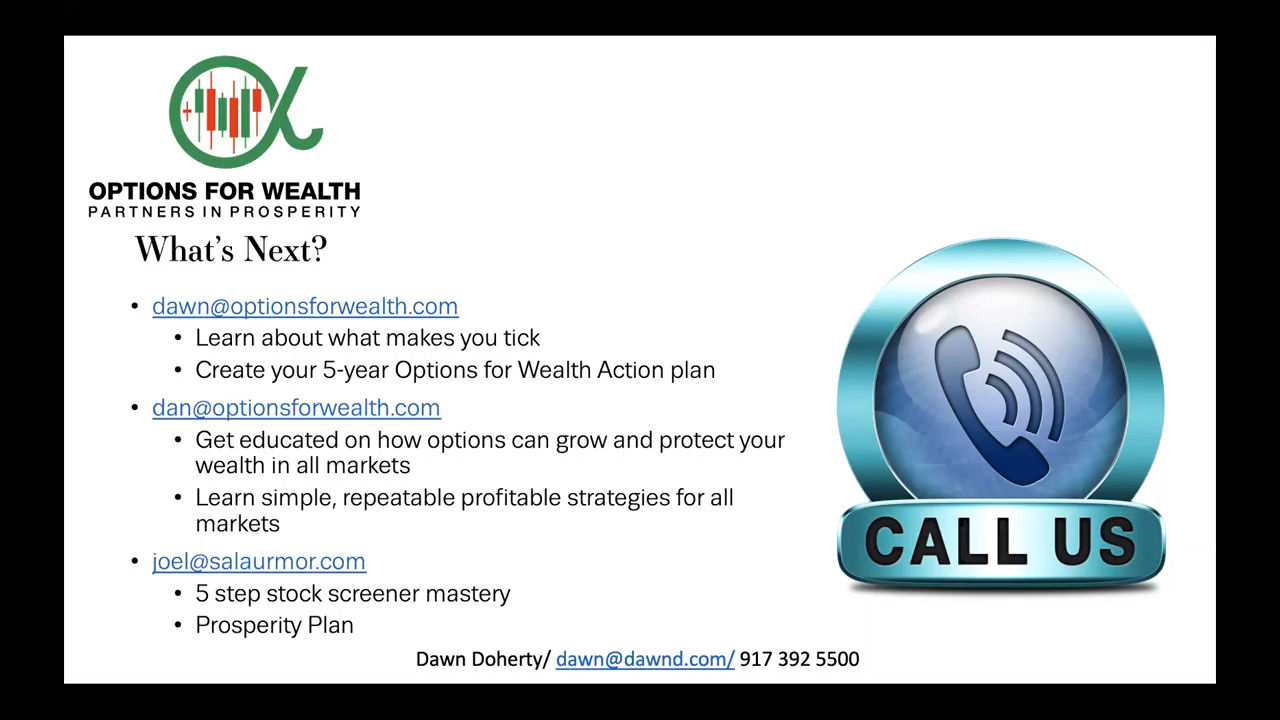 OPTIONS FOR WEALTH
PARTNERS IN PROSPERITY
What's Next?
• dawn@optionsforwealth.com
• Learn about what makes you tick
• Create your 5-year Options for Wealth Action plan
• dan@optionsforwealth.com
• Get educated on how options can grow and protect your
wealth in all markets
• Learn simple, repeatable profitable strategies for all
markets
• joel@salaurmor.com
• 5 step stock screener mastery
• Prosperity Plan
CALL US
Dawn Doherty/ dawn@dawnd.com/ 917 392 5500